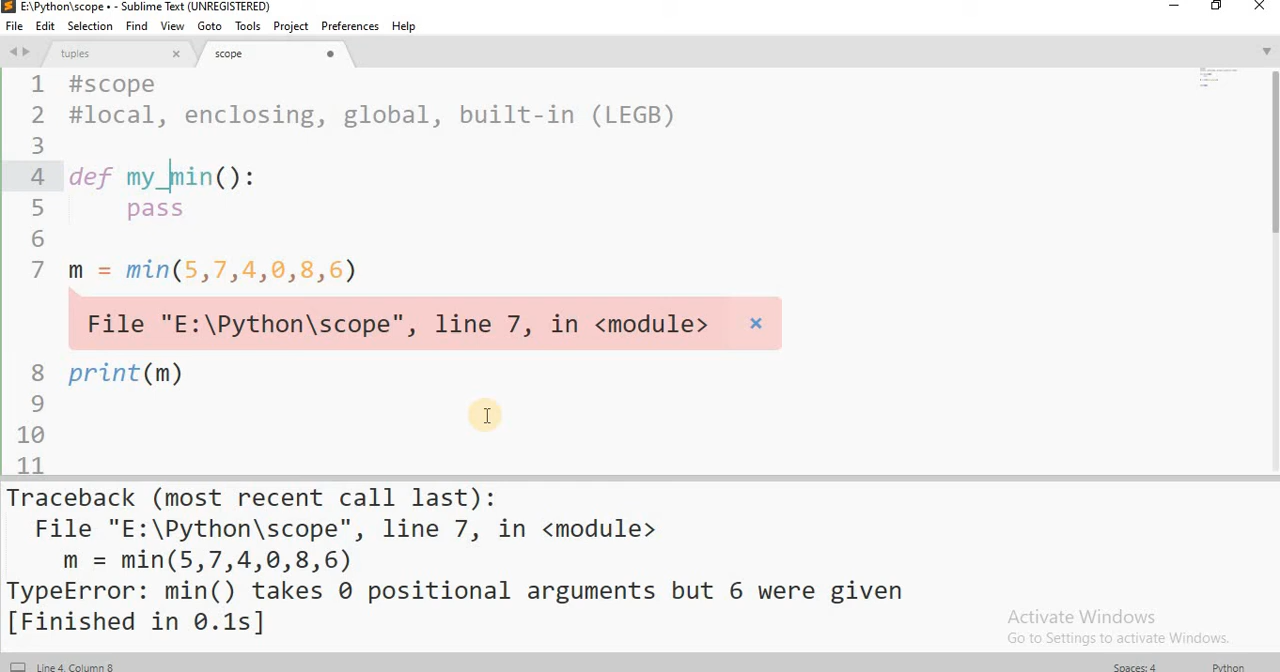 E:\Python\scope • - Sublime Text (UNREGISTERED)
File Edit Selection Find View Goto Tools Project Preferences Help
tuples × scope •
1 #scope
2 #local, enclosing, global, built-in (LEGB)
3
4 def my_min():
5     pass
6
7 m = min(5,7,4,0,8,6)
File "E:\Python\scope", line 7, in <module> ×
8 print(m)
9
10
11
Traceback (most recent call last):
  File "E:\Python\scope", line 7, in <module>
    m = min(5,7,4,0,8,6)
TypeError: min() takes 0 positional arguments but 6 were given
[Finished in 0.1s]
Activate Windows
Go to Settings to activate Windows.
Line 4, Column 8 Spaces: 4 Python